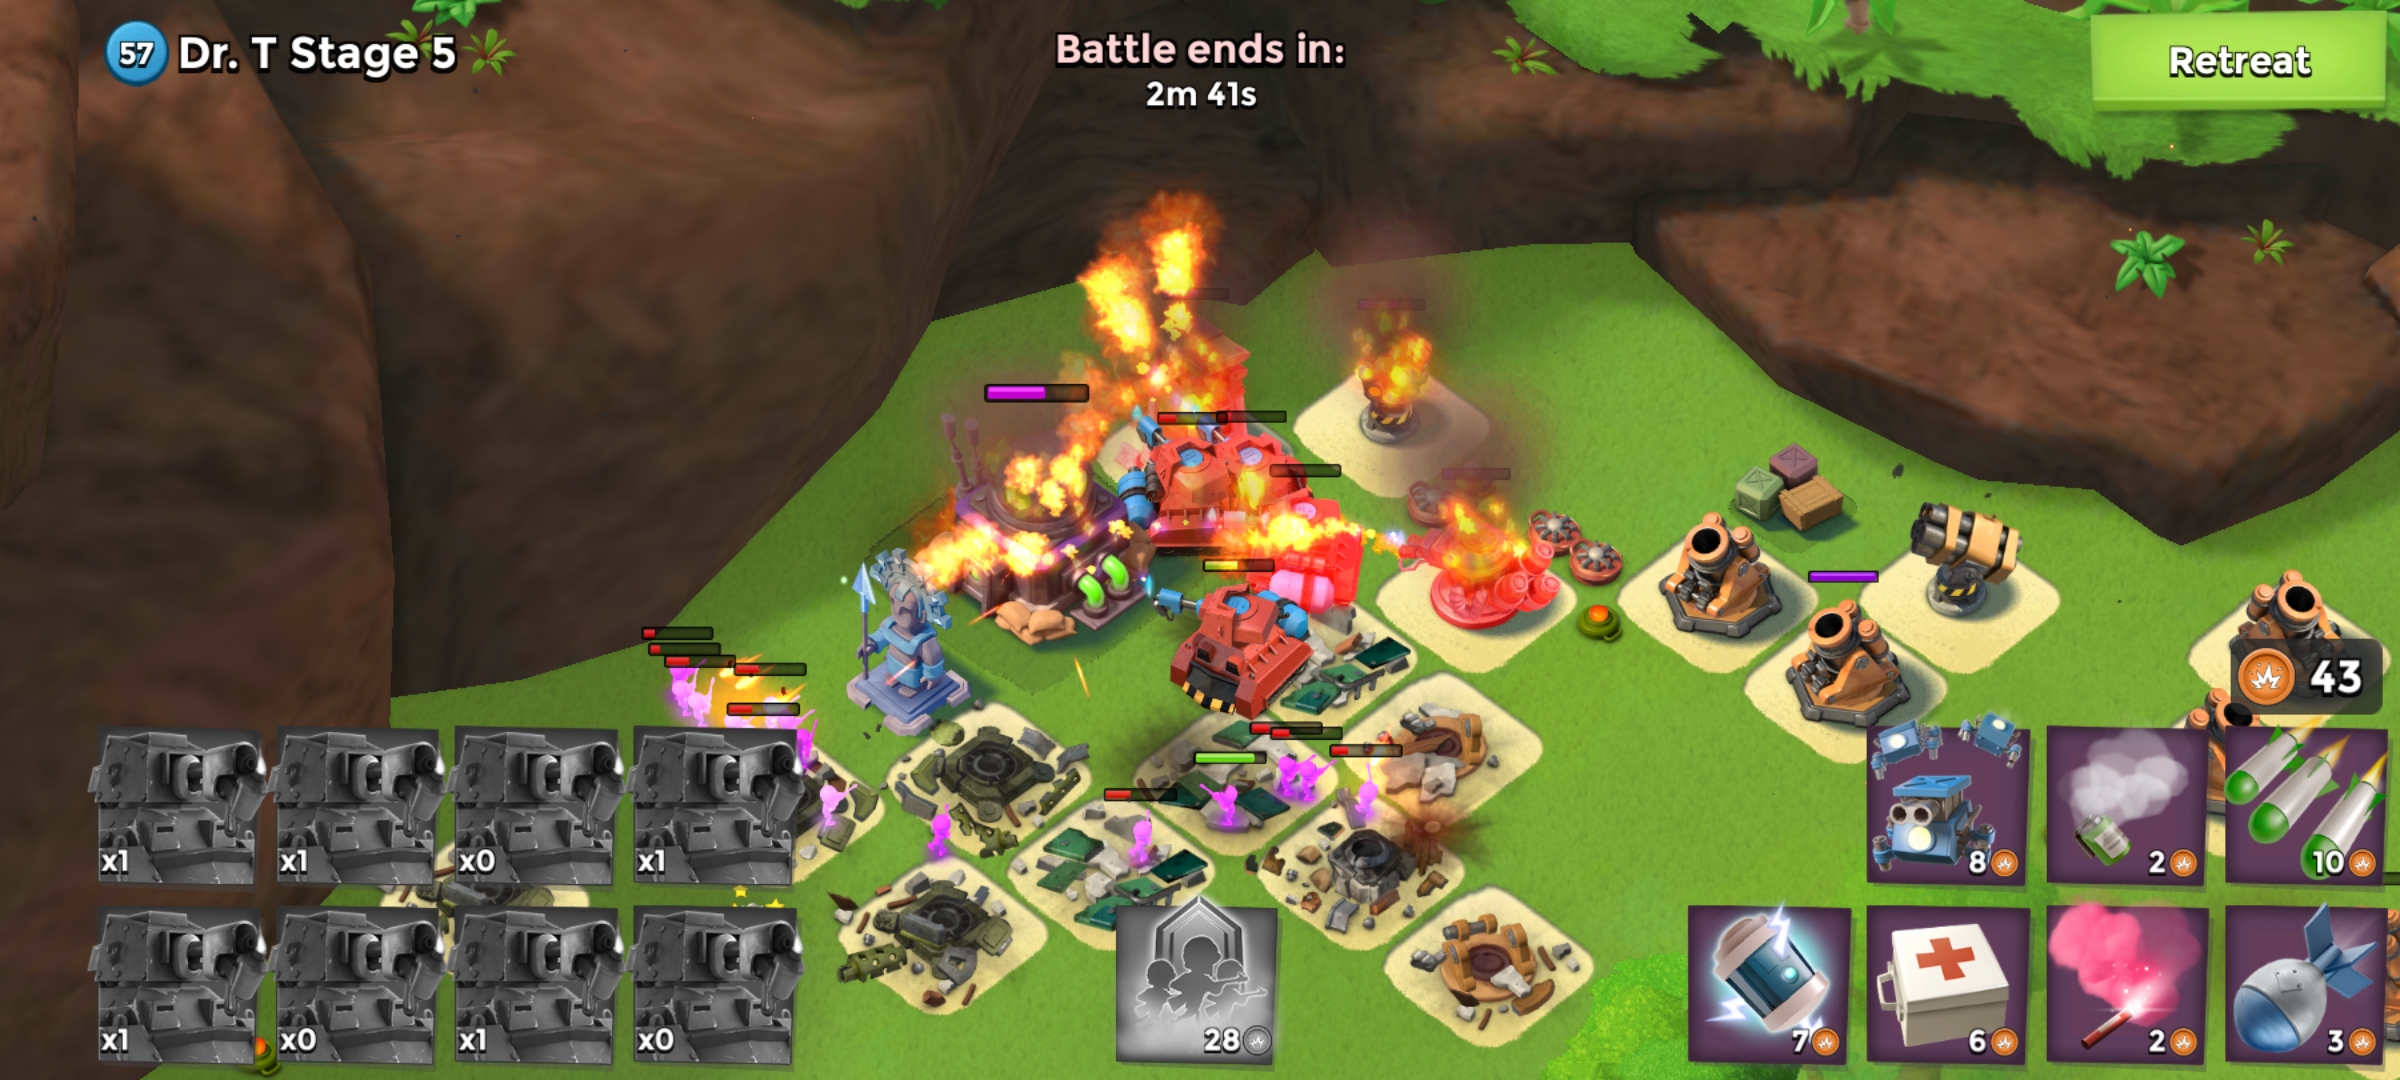 57 Dr. T Stage 5
Battle ends in:
2m 41s
Retreat
43
x1 x1 x0 x1
8 2 10
x1 x0 x1 x0
28
7 6 2 3